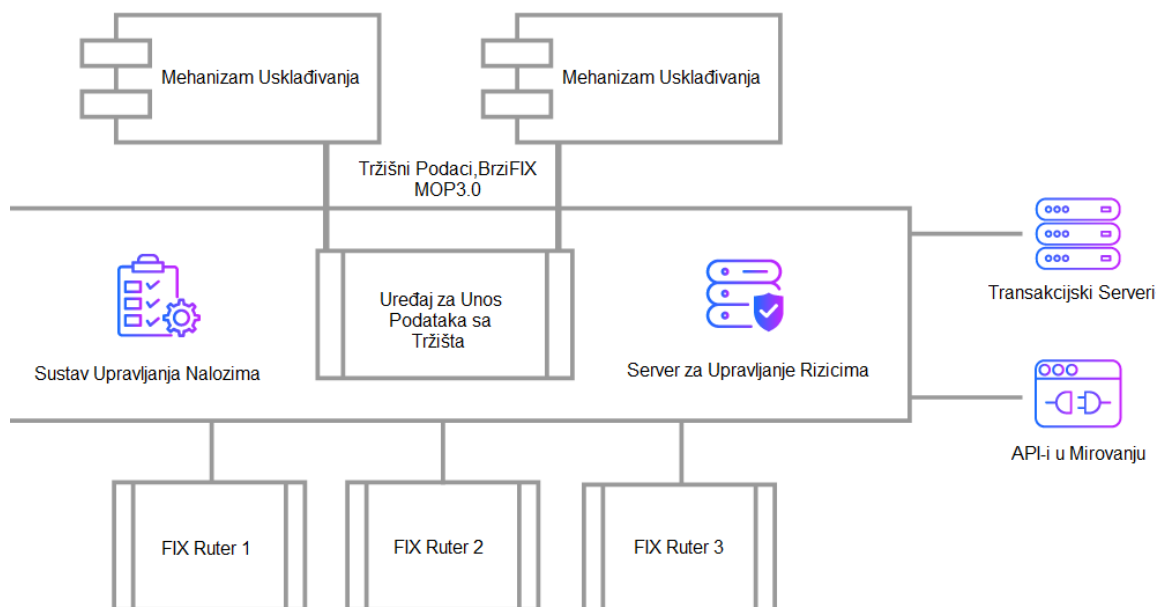 Mehanizam Usklađivanja
Mehanizam Usklađivanja
Tržišni Podaci,BrziFIX
MOP3.0
Uređaj za Unos
Podataka sa
Tržišta
Sustav Upravljanja Nalozima
Server za Upravljanje Rizicima
Transakcijski Serveri
API-i u Mirovanju
FIX Ruter 1
FIX Ruter 2
FIX Ruter 3